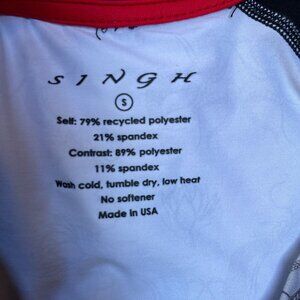 SINGH
S
Self: 79% recycled polyester
21% spandex
Contrast: 89% polyester
11% spandex
Wash cold, tumble dry, low heat
No softener
Made in USA